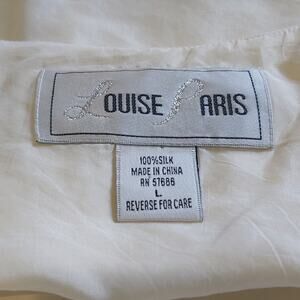 LOUISE PARIS
100% SILK
MADE IN CHINA
RN 57686
L
REVERSE FOR CARE